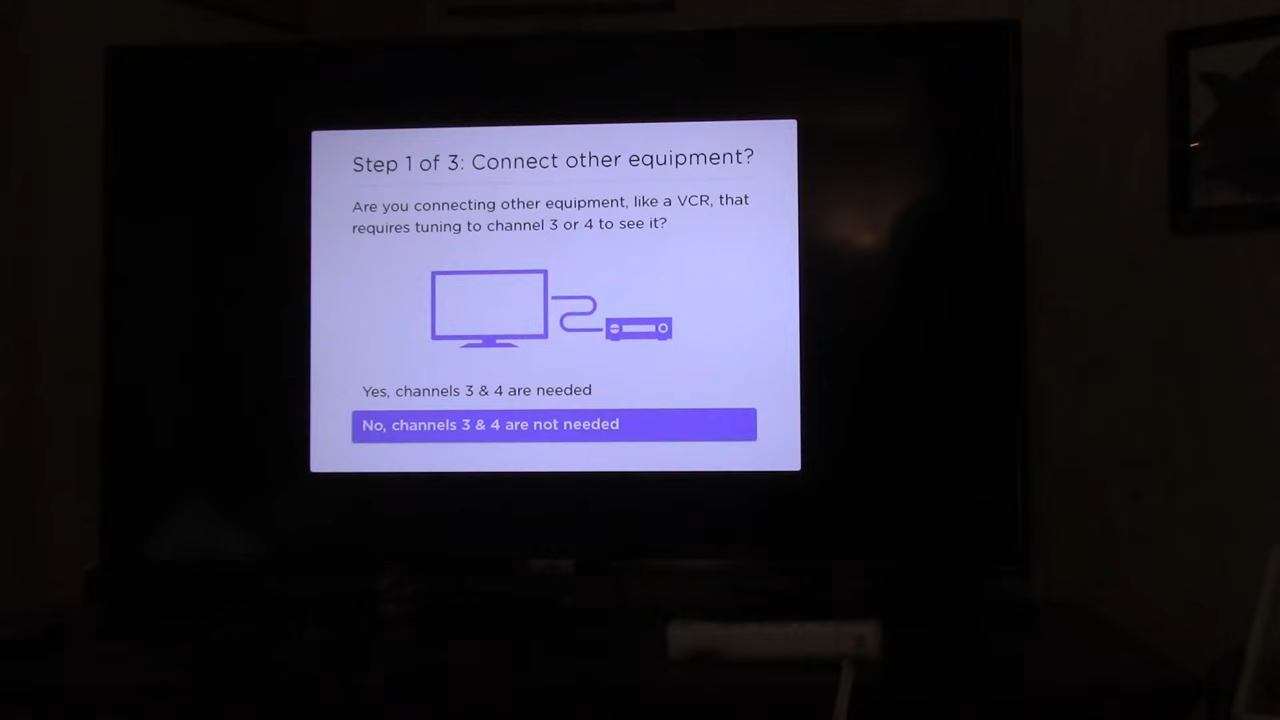 Step 1 of 3: Connect other equipment?
Are you connecting other equipment, like a VCR, that
requires tuning to channel 3 or 4 to see it?
Yes, channels 3 & 4 are needed
No, channels 3 & 4 are not needed